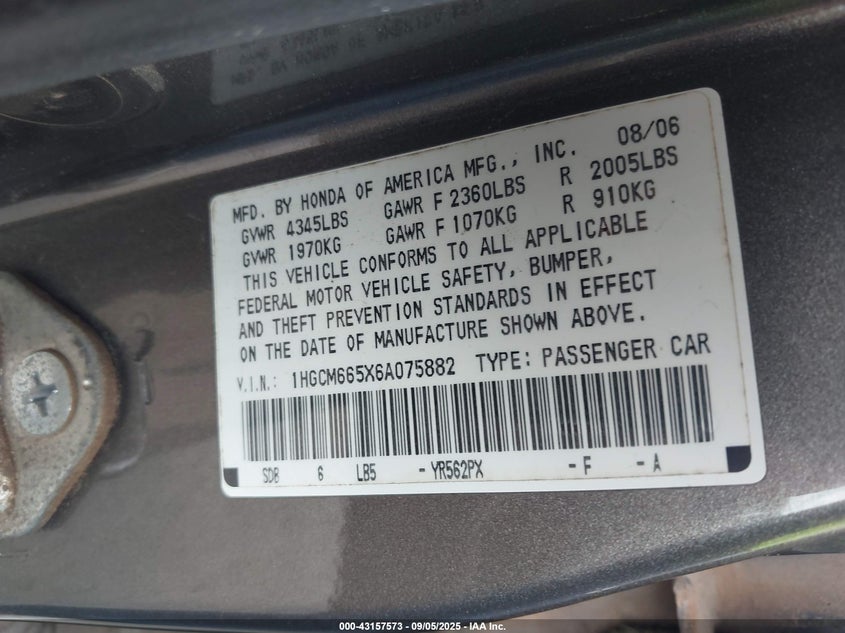 08/06
MFD. BY HONDA OF AMERICA MFG., INC.
GVWR 4345LBS GAWR F 2360LBS R 2005LBS
GVWR 1970KG GAWR F 1070KG R 910KG
THIS VEHICLE CONFORMS TO ALL APPLICABLE
FEDERAL MOTOR VEHICLE SAFETY, BUMPER,
AND THEFT PREVENTION STANDARDS IN EFFECT
ON THE DATE OF MANUFACTURE SHOWN ABOVE.
V.I.N.: 1HGCM665X6A075882 TYPE: PASSENGER CAR
SDB 6 LB5 -YR562PX -F -A
000-43157573 - 09/05/2025 - IAA Inc.